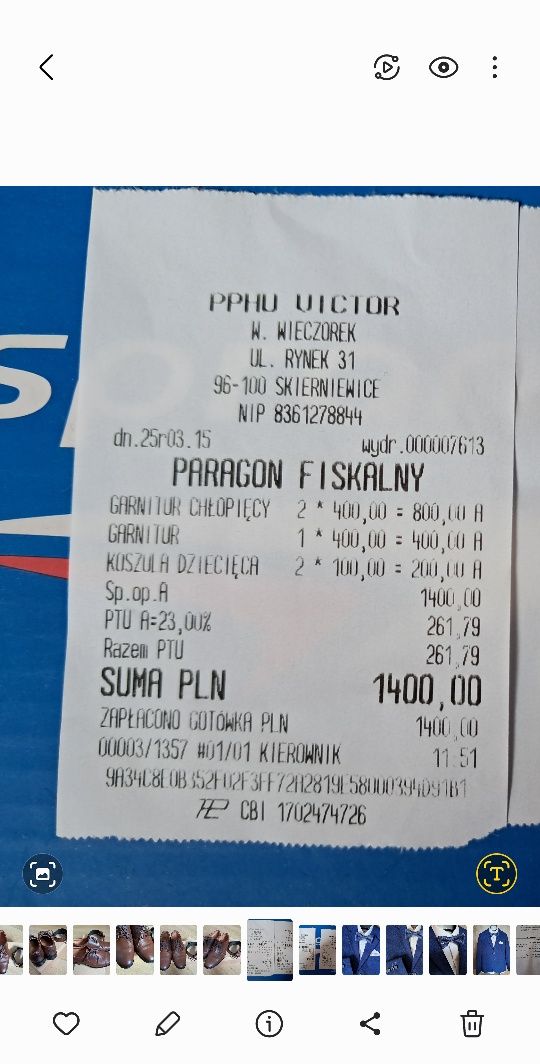 PPHU VICTOR
W. WIECZOREK
UL. RYNEK 31
96-100 SKIERNIEWICE
NIP 8361278844
dn.25r03.15 wydr.000007613
PARAGON FISKALNY
GARNITUR CHŁOPIĘCY 2 * 400,00 = 800,00 A
GARNITUR 1 * 400,00 = 400,00 A
KOSZULA DZIECIĘCA 2 * 100,00 = 200,00 A
Sp.op.A 1400,00
PTU A=23,00% 261,79
Razem PTU 261,79
SUMA PLN 1400,00
ZAPŁACONO GOTÓWKA PLN 1400,00
00003/1357 #01/01 KIEROWNIK 11:51
CBI 1702474726